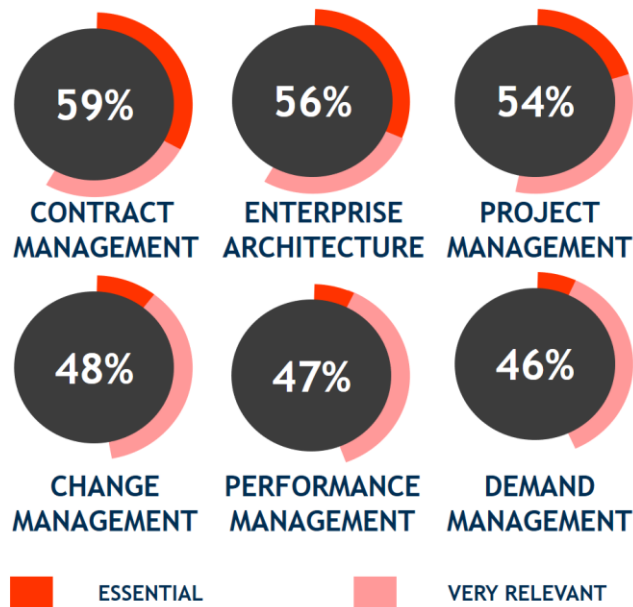 59%
56%
54%
CONTRACT
MANAGEMENT
ENTERPRISE
ARCHITECTURE
PROJECT
MANAGEMENT
48%
47%
46%
CHANGE
MANAGEMENT
PERFORMANCE
MANAGEMENT
DEMAND
MANAGEMENT
ESSENTIAL
VERY RELEVANT